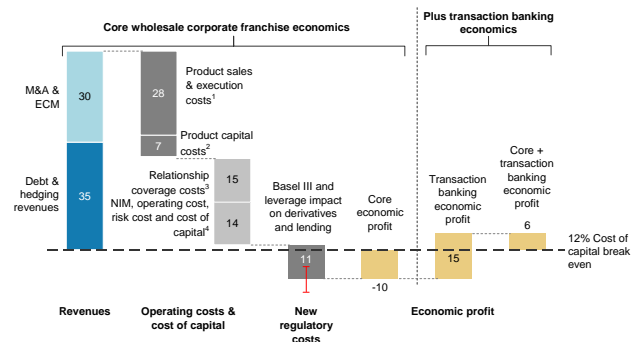 Core wholesale corporate franchise economics
Plus transaction banking
economics
M&A &
ECM
30
Debt &
hedging
revenues
35
28
Product sales
& execution
costs1
7
Product capital
costs2
Relationship
coverage costs3
NIM, operating cost,
risk cost and cost of
capital4
15
14
Basel III and
leverage impact
on derivatives
and lending
11
Core
economic
profit
-10
Transaction
banking
economic
profit
15
Core +
transaction
banking
economic
profit
6
12% Cost of
capital break
even
Revenues
Operating costs &
cost of capital
New
regulatory
costs
Economic profit